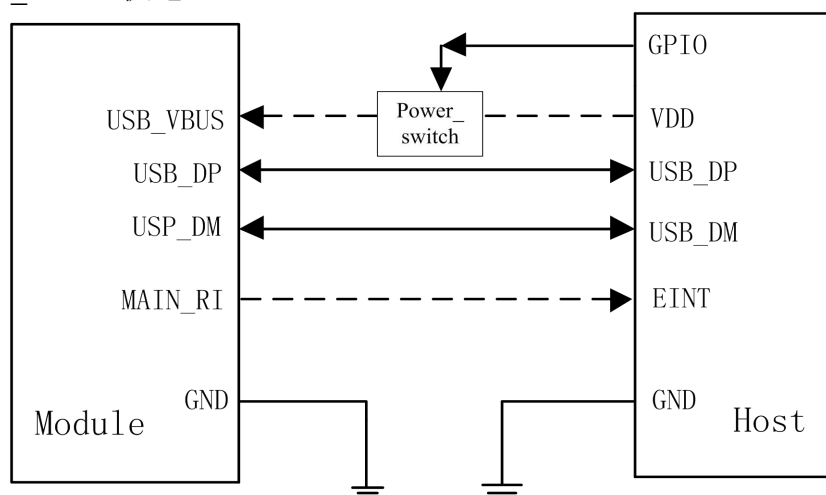 GPIO
USB_VBUS
Power_
switch
VDD
USB_DP
USB_DP
USP_DM
USB_DM
MAIN_RI
EINT
GND
GND
Module
Host